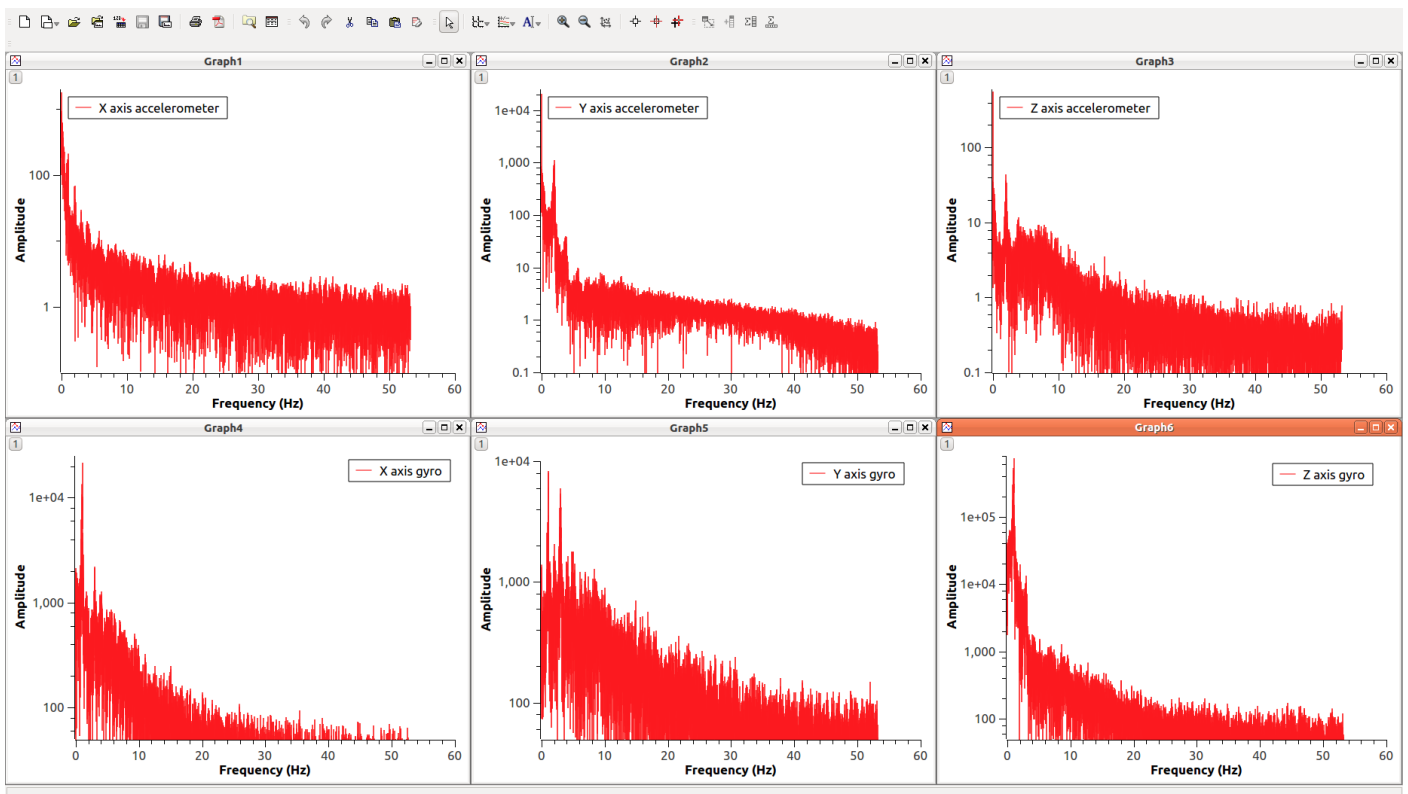 Graph1
1
X axis accelerometer
100
1
Amplitude
0 10 20 30 40 50 60
Frequency (Hz)
Graph2
1
Y axis accelerometer
1e+04
1,000
100
10
1
0.1
Amplitude
0 10 20 30 40 50 60
Frequency (Hz)
Graph3
1
Z axis accelerometer
100
10
1
0.1
Amplitude
0 10 20 30 40 50 60
Frequency (Hz)
Graph4
1
X axis gyro
1e+04
1,000
100
Amplitude
0 10 20 30 40 50 60
Frequency (Hz)
Graph5
1
Y axis gyro
1e+04
1,000
100
Amplitude
0 10 20 30 40 50 60
Frequency (Hz)
Graph6
1
Z axis gyro
1e+05
1e+04
1,000
100
Amplitude
0 10 20 30 40 50 60
Frequency (Hz)